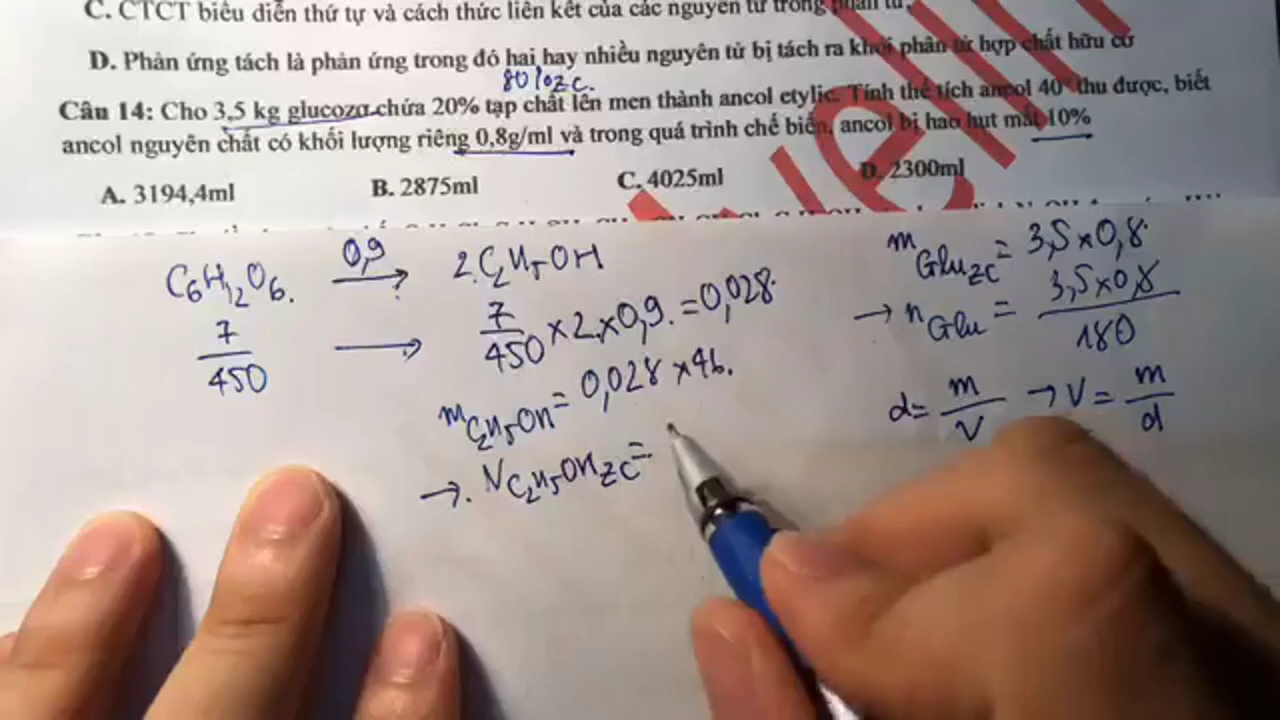 C. CTCT biểu diễn thứ tự và cách thức liên kết của các nguyên tử trong phân tử.
D. Phản ứng tách là phản ứng trong đó hai hay nhiều nguyên tử bị tách ra khỏi phân tử hợp chất hữu cơ
80% zc.
Câu 14: Cho 3,5 kg glucozơ chứa 20% tạp chất lên men thành ancol etylic. Tính thể tích ancol 40° thu được, biết
ancol nguyên chất có khối lượng riêng 0,8g/ml và trong quá trình chế biến, ancol bị hao hụt mất 10%
A. 3194,4ml B. 2875ml C. 4025ml D. 2300ml
C6H12O6. 0,9 → 2.C2H5OH
7/450 → 7/450 × 2 × 0,9. = 0,028.
mC2H5OH = 0,028 × 46.
→. VC2H5OHzc =
mGluzc = 3,5 × 0,8.
→ nGlu = 3,5 × 0,8 / 180
d = m/V → V = m/d